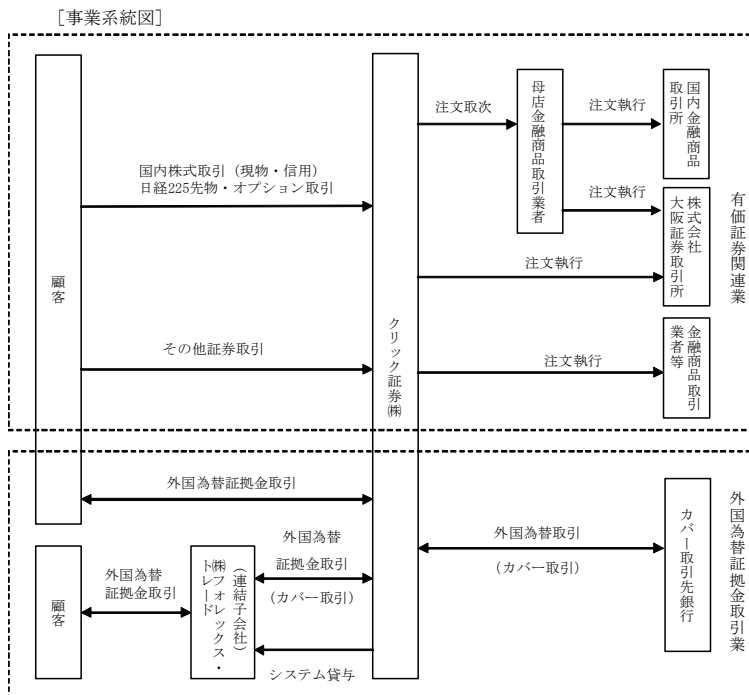 ［事業系統図］
注文取次
母店金融商品取引業者
注文執行
国内金融商品
取引所
国内株式取引（現物・信用）
日経225先物・オプション取引
注文執行
株式会社
大阪証券取引所
有価証券関連業
顧客
注文執行
クリック証券㈱
その他証券取引
注文執行
金融商品取引
業者等
外国為替証拠金取引
外国為替取引
（カバー取引）
カバー取引先銀行
外国為替証拠金取引業
顧客
外国為替
証拠金取引
（連結子会社）
㈱フォレックス・
トレード
外国為替
証拠金取引
（カバー取引）
システム貸与